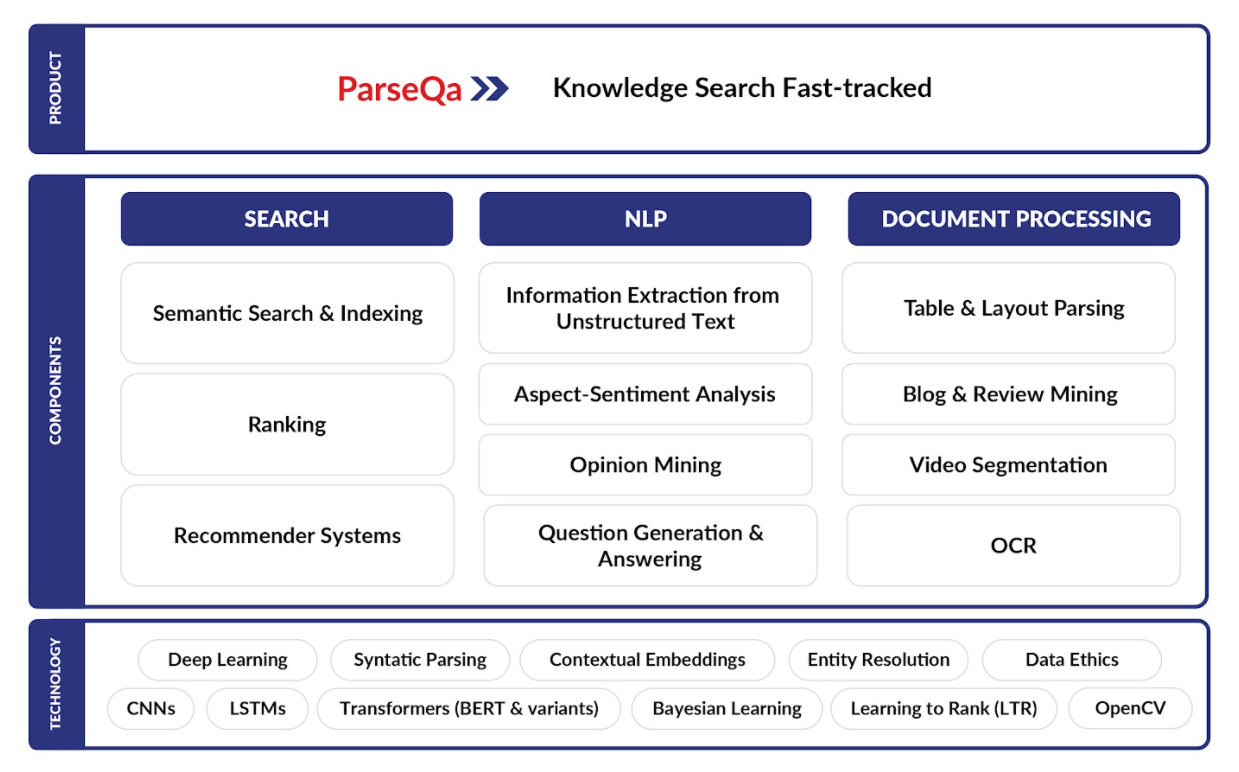 PRODUCT
ParseQa
Knowledge Search Fast-tracked
COMPONENTS
SEARCH
Semantic Search & Indexing
Ranking
Recommender Systems
NLP
Information Extraction from
Unstructured Text
Aspect-Sentiment Analysis
Opinion Mining
Question Generation &
Answering
DOCUMENT PROCESSING
Table & Layout Parsing
Blog & Review Mining
Video Segmentation
OCR
TECHNOLOGY
Deep Learning
Syntatic Parsing
Contextual Embeddings
Entity Resolution
Data Ethics
CNNs
LSTMs
Transformers (BERT & variants)
Bayesian Learning
Learning to Rank (LTR)
OpenCV